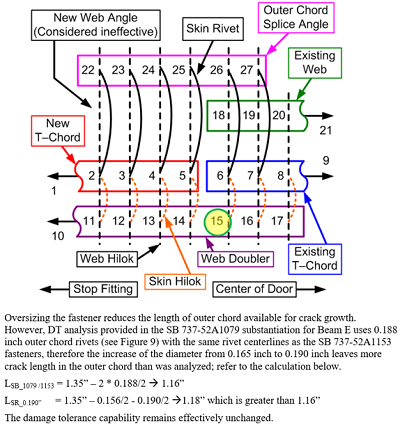 New Web Angle
(Considered ineffective)
Skin Rivet
Outer Chord
Splice Angle
22 23 24 25 26 27
Existing
Web
18 19 20
21
New
T–Chord
9
2 3 4 5 6 7 8
1
11 12 13 14 15 16 17
10
Web Hilok
Web Doubler
Existing
T–Chord
Skin Hilok
Stop Fitting
Center of Door
Oversizing the fastener reduces the length of outer chord available for crack growth.
However, DT analysis provided in the SB 737-52A1079 substantiation for Beam E uses 0.188
inch outer chord rivets (see Figure 9) with the same rivet centerlines as the SB 737-52A1153
fasteners, therefore the increase of the diameter from 0.165 inch to 0.190 inch leaves more
crack length in the outer chord than was analyzed; refer to the calculation below.
LSB_1079 /1153 = 1.35” – 2 * 0.188/2 → 1.16”
LSR_0.190” = 1.35” – 0.156/2 - 0.190/2 →1.18” which is greater than 1.16”
The damage tolerance capability remains effectively unchanged.